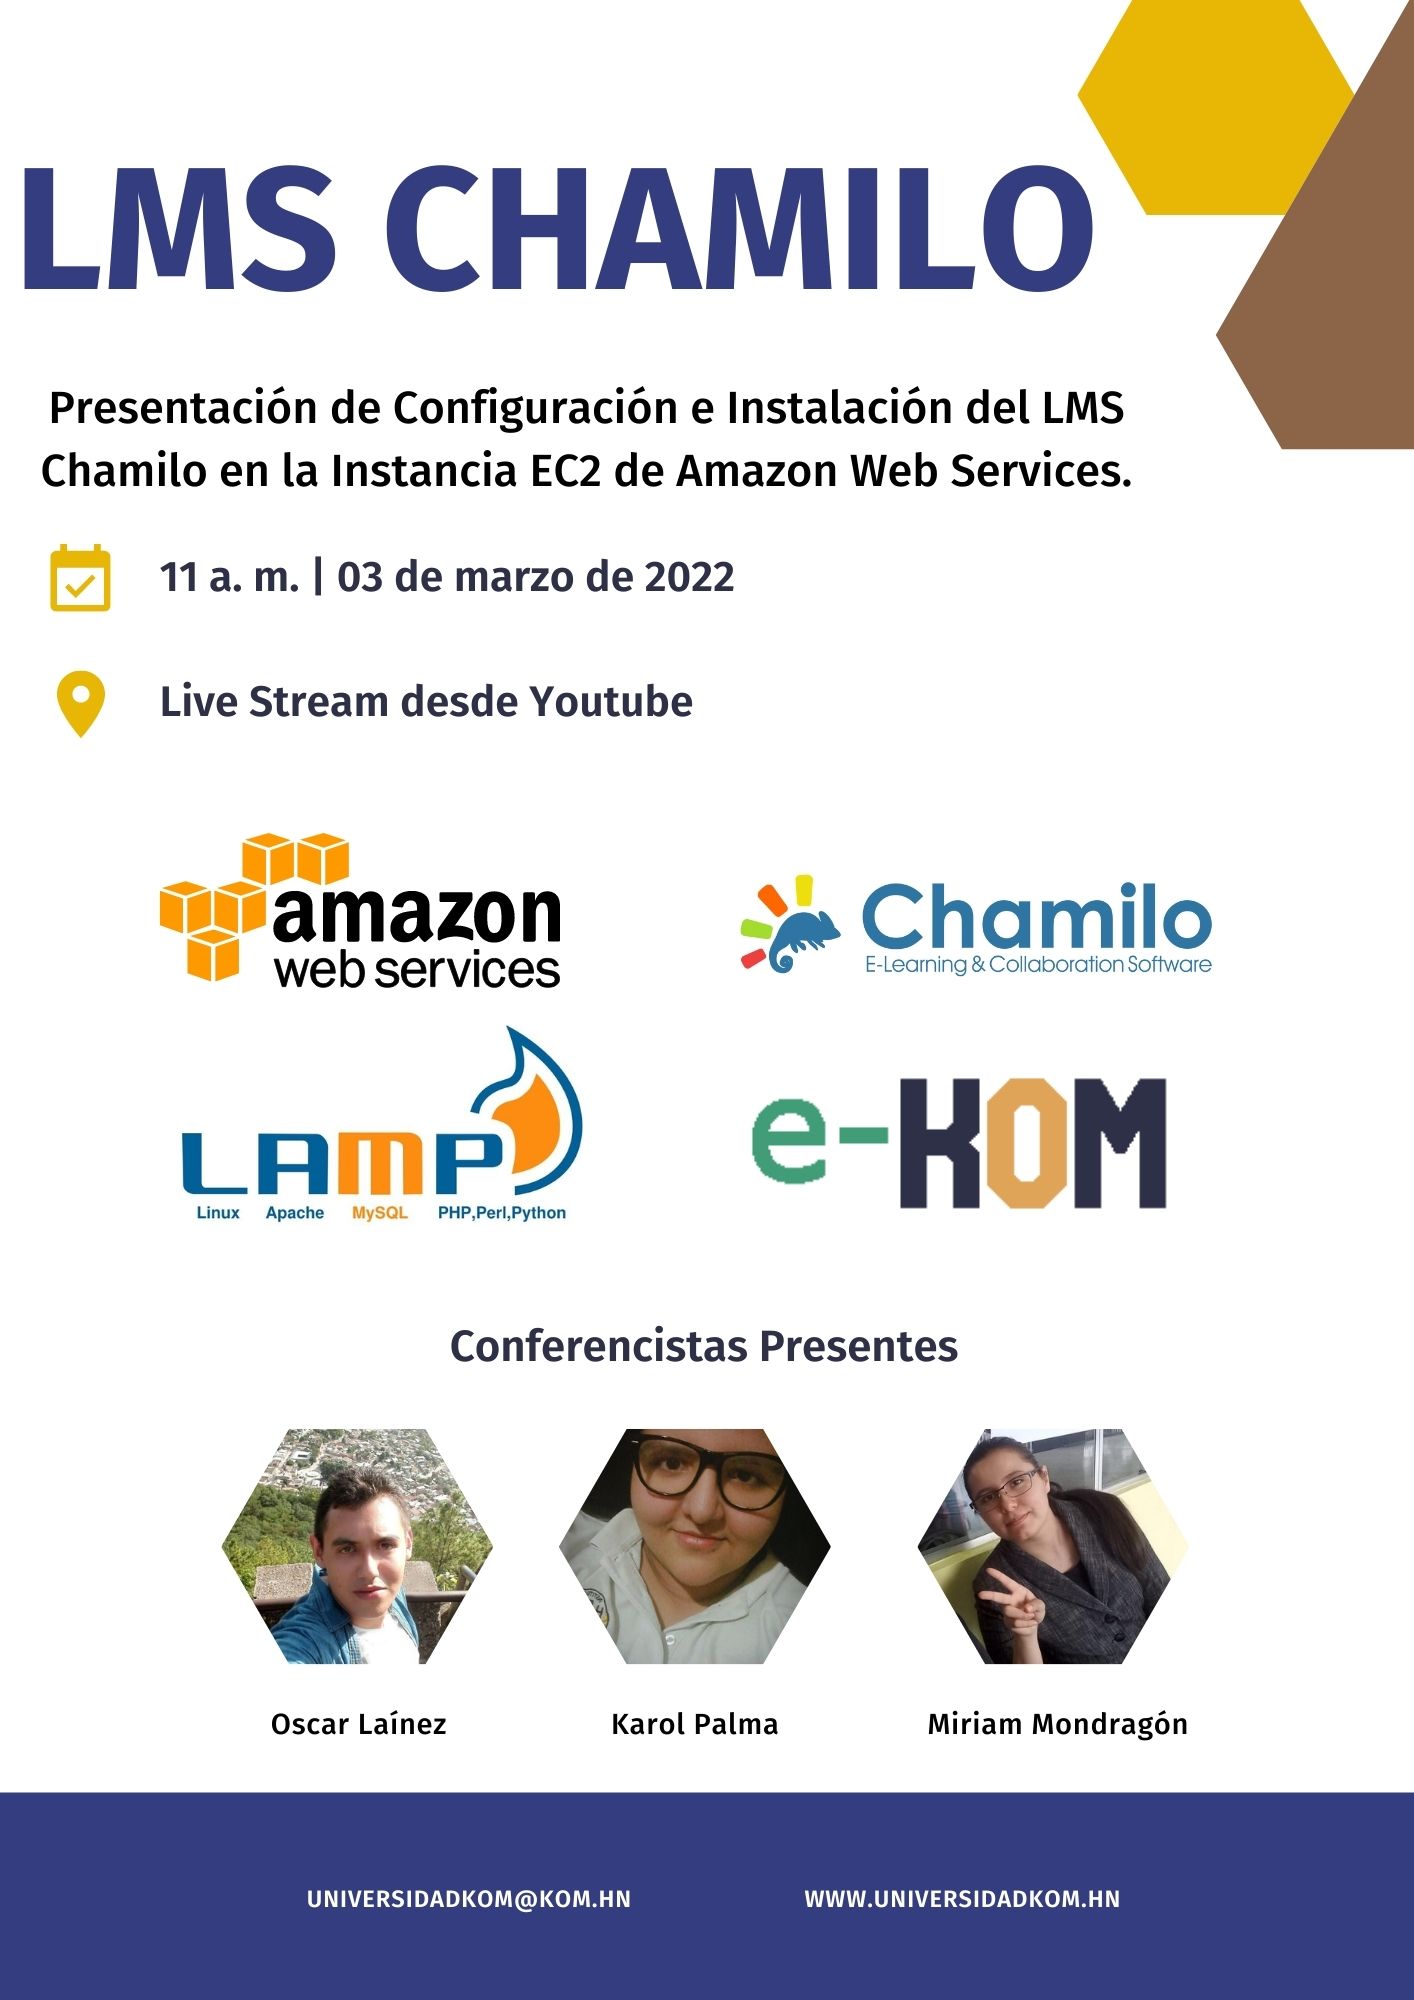 LMS CHAMILO
Presentación de Configuración e Instalación del LMS
Chamilo en la Instancia EC2 de Amazon Web Services.
11 a. m. | 03 de marzo de 2022
Live Stream desde Youtube
amazon
web services
Chamilo
E-Learning & Collaboration Software
LAMP
Linux Apache MySQL PHP,Perl,Python
e-KOM
Conferencistas Presentes
Oscar Laínez
Karol Palma
Miriam Mondragón
UNIVERSIDADKOM@KOM.HN
WWW.UNIVERSIDADKOM.HN